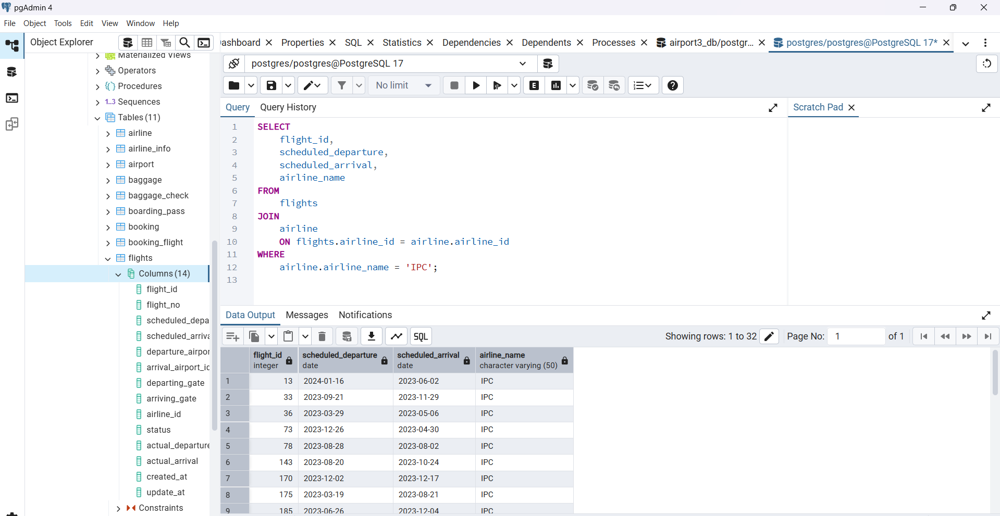 pgAdmin 4
File Object Tools Edit View Window Help
Object Explorer
ashboard Properties SQL Statistics Dependencies Dependents Processes airport3_db/postgr... postgres/postgres@PostgreSQL 17*
postgres/postgres@PostgreSQL 17
No limit
E
Materialized Views
Operators
Procedures
1..3 Sequences
Tables (11)
airline
airline_info
airport
baggage
baggage_check
boarding_pass
booking
booking_flight
flights
Columns (14)
flight_id
flight_no
scheduled_depa
scheduled_arriva
departure_airpor
arrival_airport_id
departing_gate
arriving_gate
airline_id
status
actual_departure
actual_arrival
created_at
update_at
Constraints
Query Query History
Scratch Pad
1 SELECT
2 flight_id,
3 scheduled_departure,
4 scheduled_arrival,
5 airline_name
6 FROM
7 flights
8 JOIN
9 airline
10 ON flights.airline_id = airline.airline_id
11 WHERE
12 airline.airline_name = 'IPC';
13
Data Output Messages Notifications
SQL
Showing rows: 1 to 32 Page No: 1 of 1
flight_id scheduled_departure scheduled_arrival airline_name
integer date date character varying (50)
1 13 2024-01-16 2023-06-02 IPC
2 33 2023-09-21 2023-11-29 IPC
3 36 2023-03-29 2023-05-06 IPC
4 73 2023-12-26 2023-04-30 IPC
5 78 2023-08-28 2023-08-02 IPC
6 143 2023-08-20 2023-10-24 IPC
7 170 2023-12-02 2023-12-17 IPC
8 175 2023-03-19 2023-08-21 IPC
9 185 2023-06-26 2023-12-04 IPC